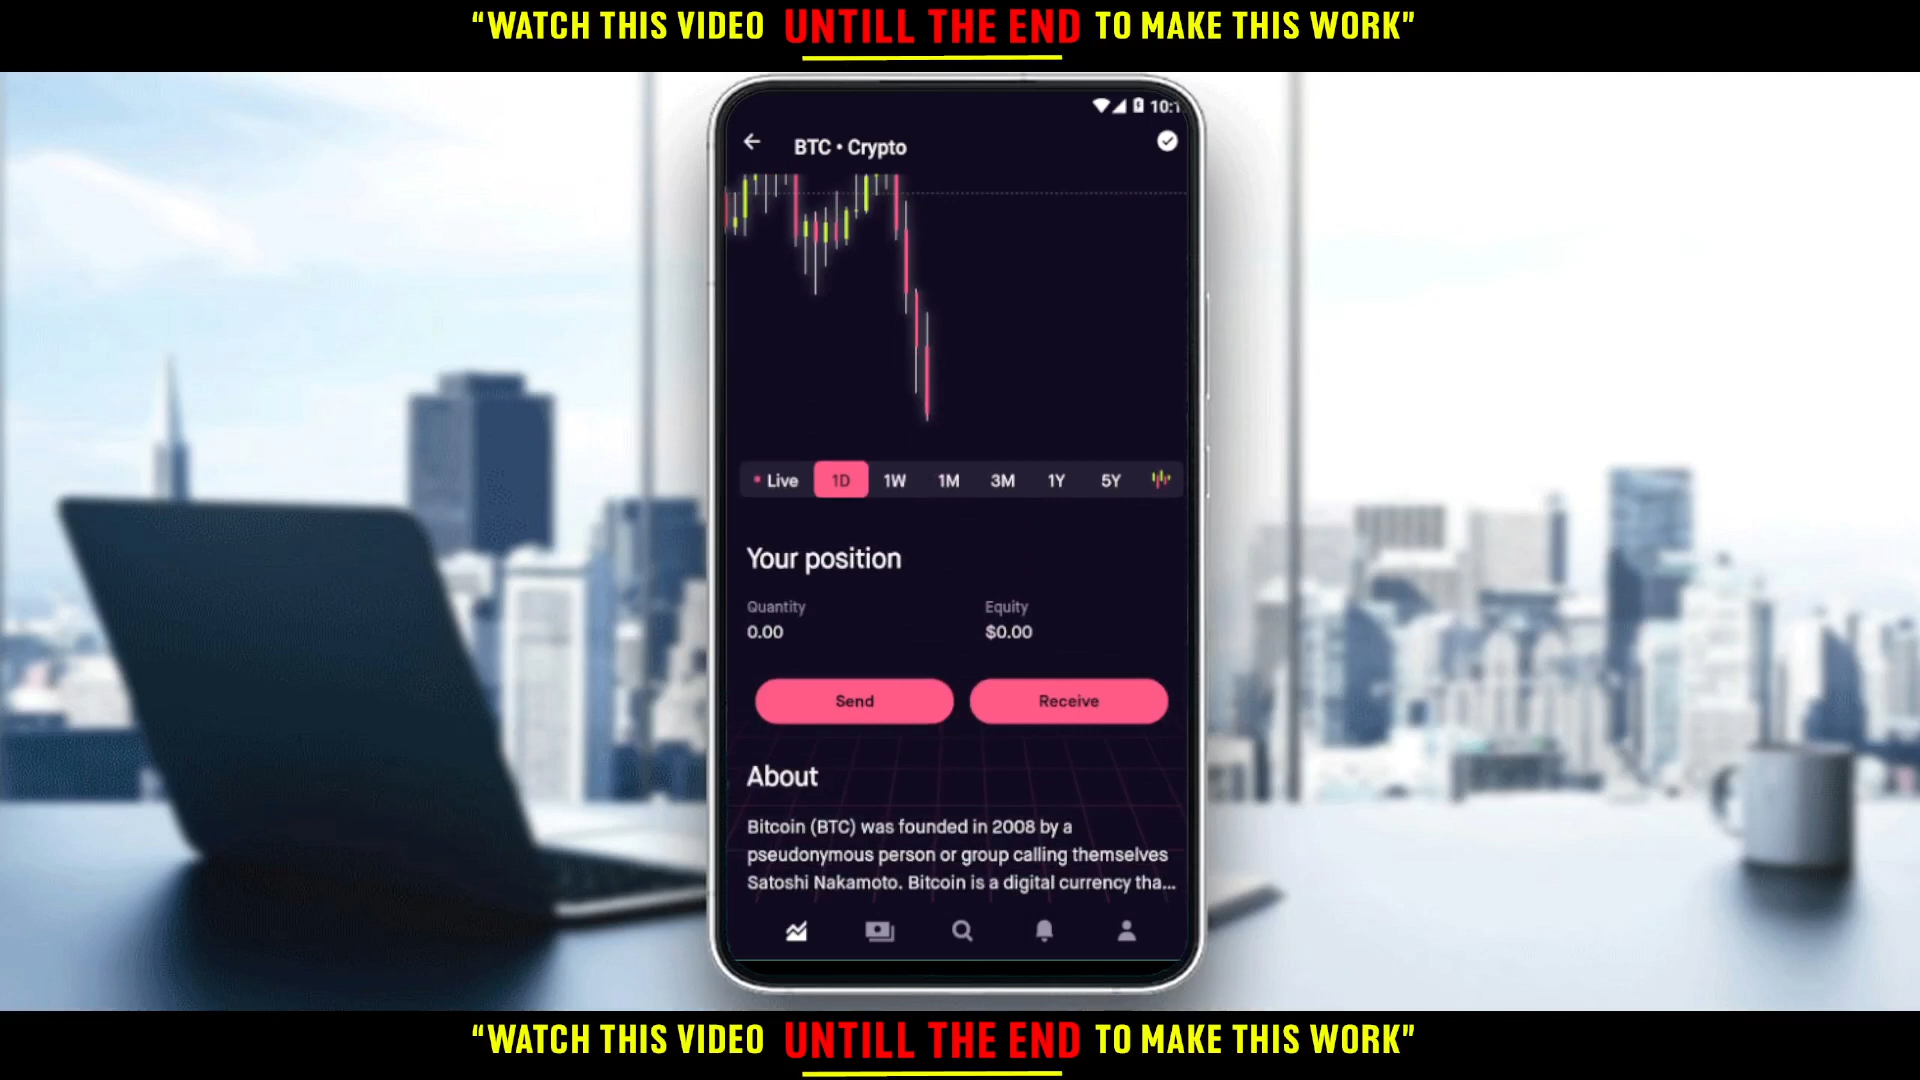 “WATCH THIS VIDEO UNTILL THE END TO MAKE THIS WORK”
10:1
BTC • Crypto
Live 1D 1W 1M 3M 1Y 5Y
Your position
Quantity Equity
0.00 $0.00
Send Receive
About
Bitcoin (BTC) was founded in 2008 by a
pseudonymous person or group calling themselves
Satoshi Nakamoto. Bitcoin is a digital currency tha...
“WATCH THIS VIDEO UNTILL THE END TO MAKE THIS WORK”